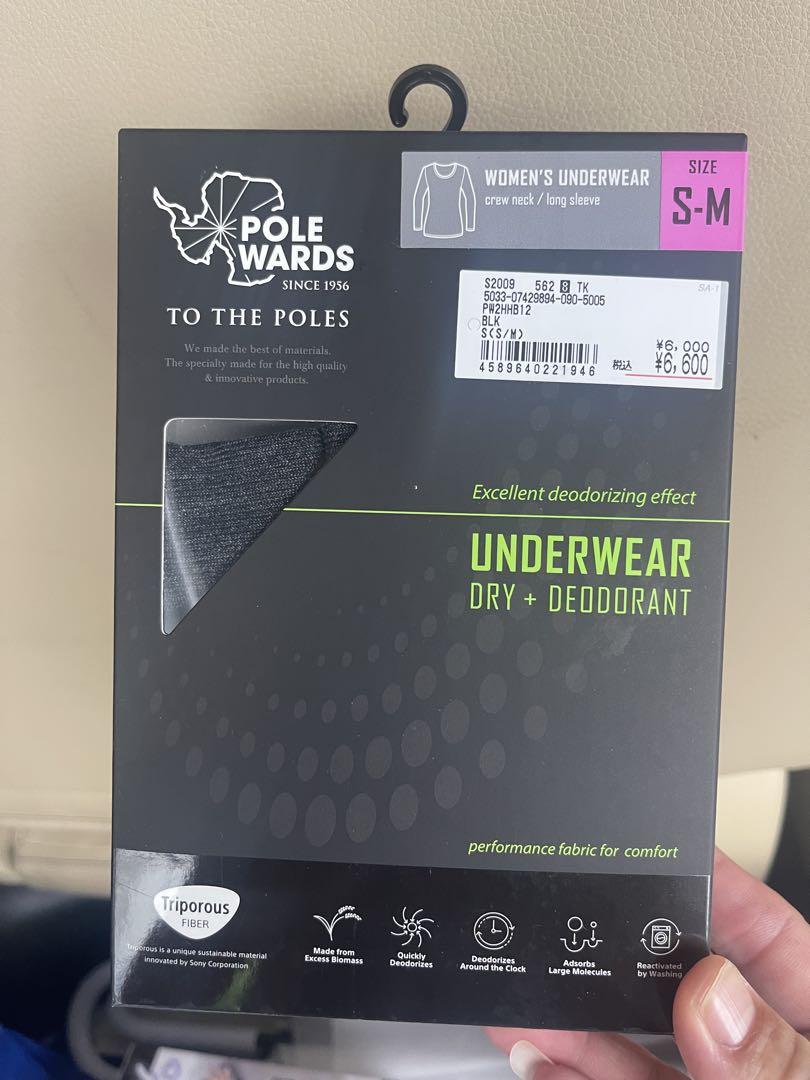 POLE
WARDS
SINCE 1956
TO THE POLES
We made the best of materials.
The specialty made for the high quality
& innovative products.
WOMEN'S UNDERWEAR
crew neck / long sleeve
SIZE
S-M
S2009 562 8 TK SA-1
5033-07429894-090-5005
PW2HHB12
BLK
S(S/M)
¥6,000
税込 ¥6,600
4589640221946
Excellent deodorizing effect
UNDERWEAR
DRY + DEODORANT
performance fabric for comfort
Triporous
FIBER
Triporous is a unique sustainable material
innovated by Sony Corporation
Made from
Excess Biomass
Quickly
Deodorizes
Deodorizes
Around the Clock
Adsorbs
Large Molecules
Reactivated
by Washing